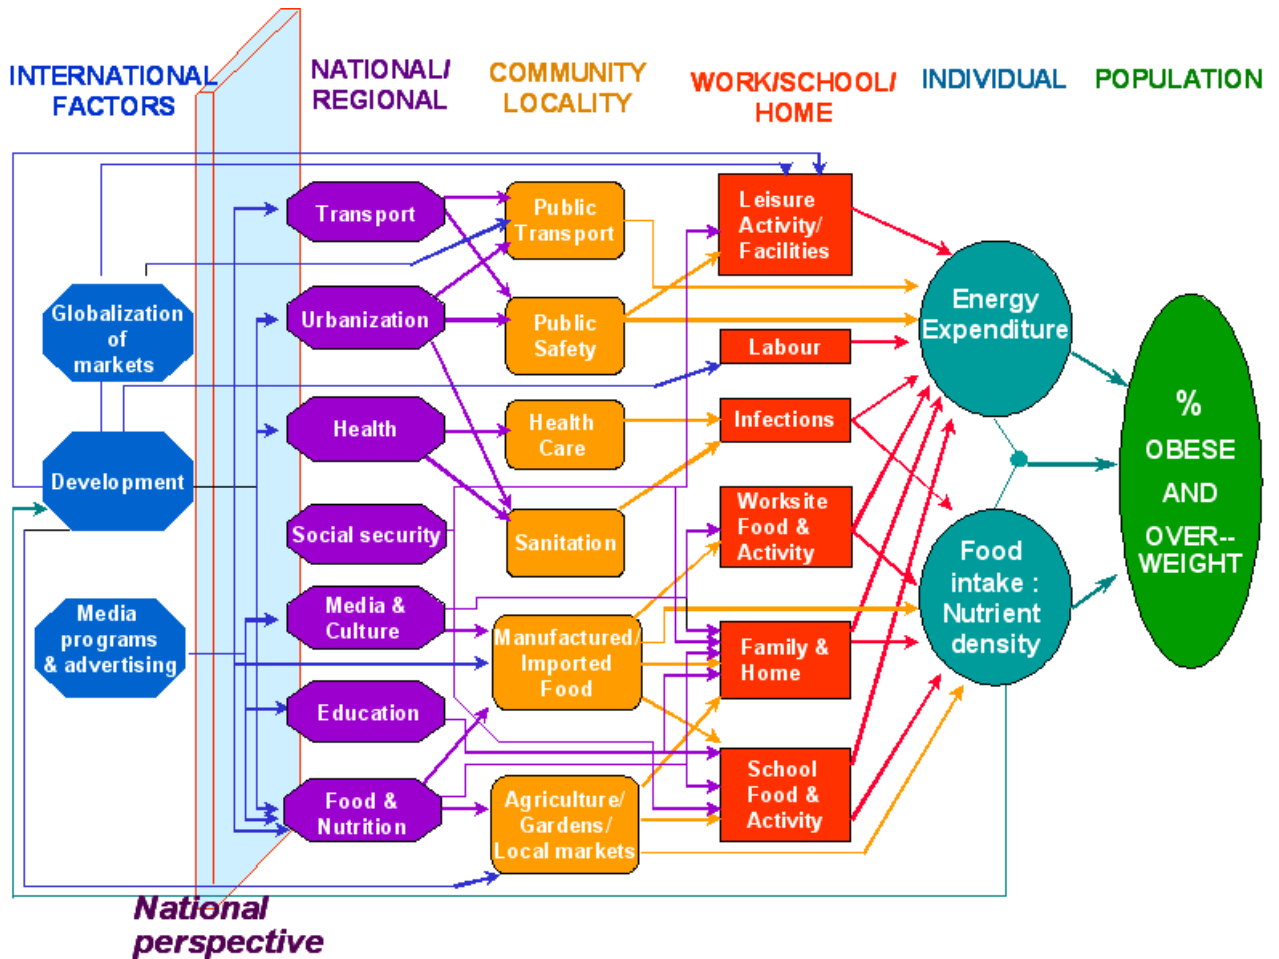 INTERNATIONAL
FACTORS
NATIONAL/
REGIONAL
COMMUNITY
LOCALITY
WORK/SCHOOL/
HOME
INDIVIDUAL
POPULATION
Globalization
of
markets
Development
Media
programs
& advertising
Transport
Urbanization
Health
Social security
Media &
Culture
Education
Food &
Nutrition
Public
Transport
Public
Safety
Health
Care
Sanitation
Manufactured/
Imported
Food
Agriculture/
Gardens/
Local markets
Leisure
Activity/
Facilities
Labour
Infections
Worksite
Food &
Activity
Family &
Home
School
Food &
Activity
Energy
Expenditure
Food
intake :
Nutrient
density
%
OBESE
AND
OVER--
WEIGHT
National
perspective